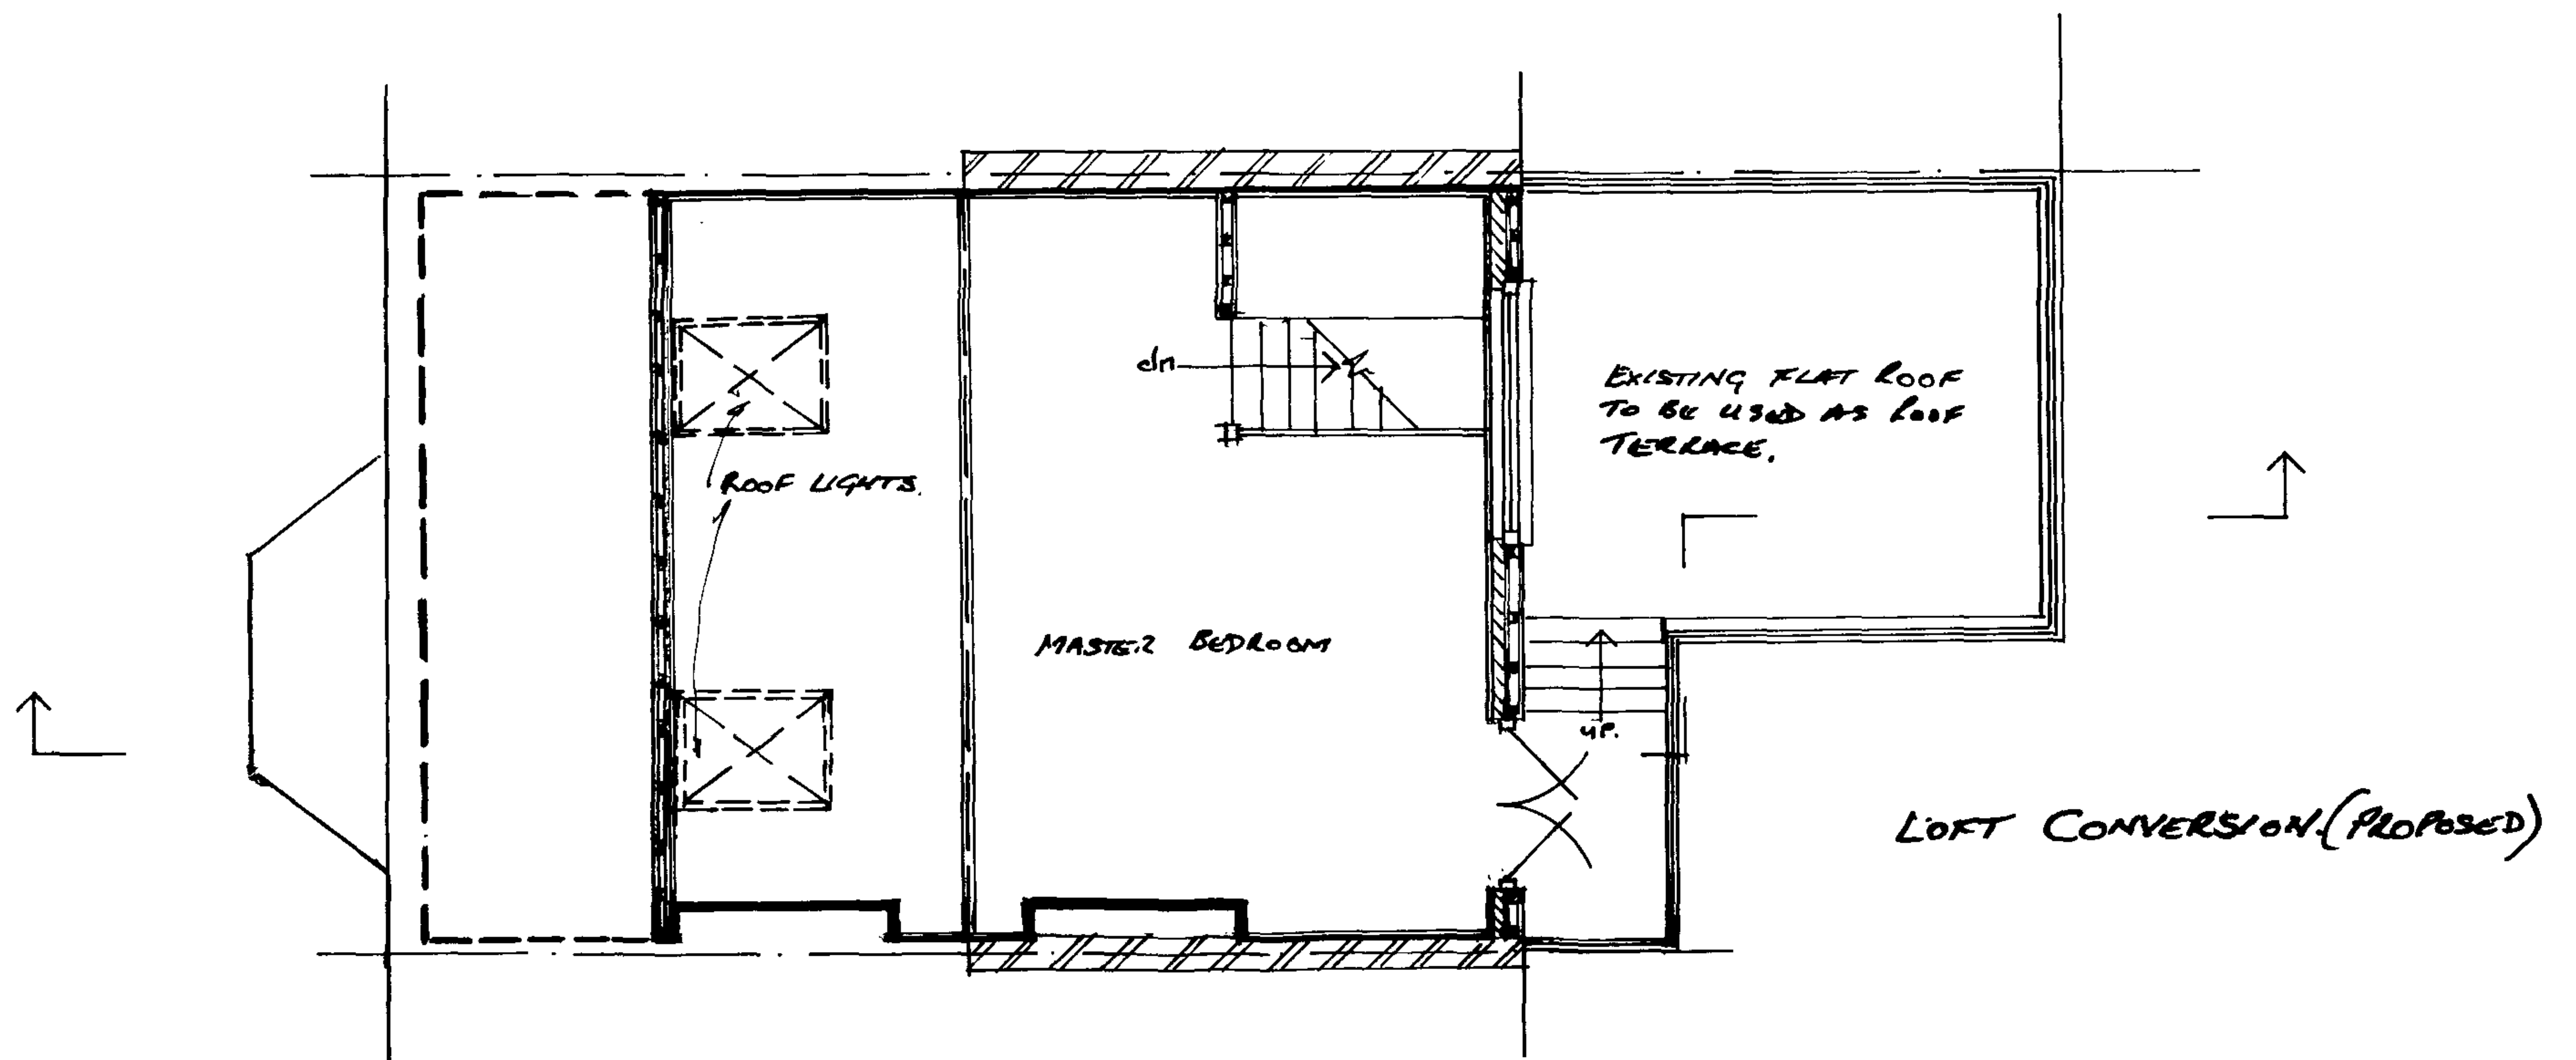 dn
EXISTING FLAT ROOF
TO BE USED AS ROOF
TERRACE.
ROOF LIGHTS.
MASTER BEDROOM
UP.
LOFT CONVERSION. (PROPOSED)